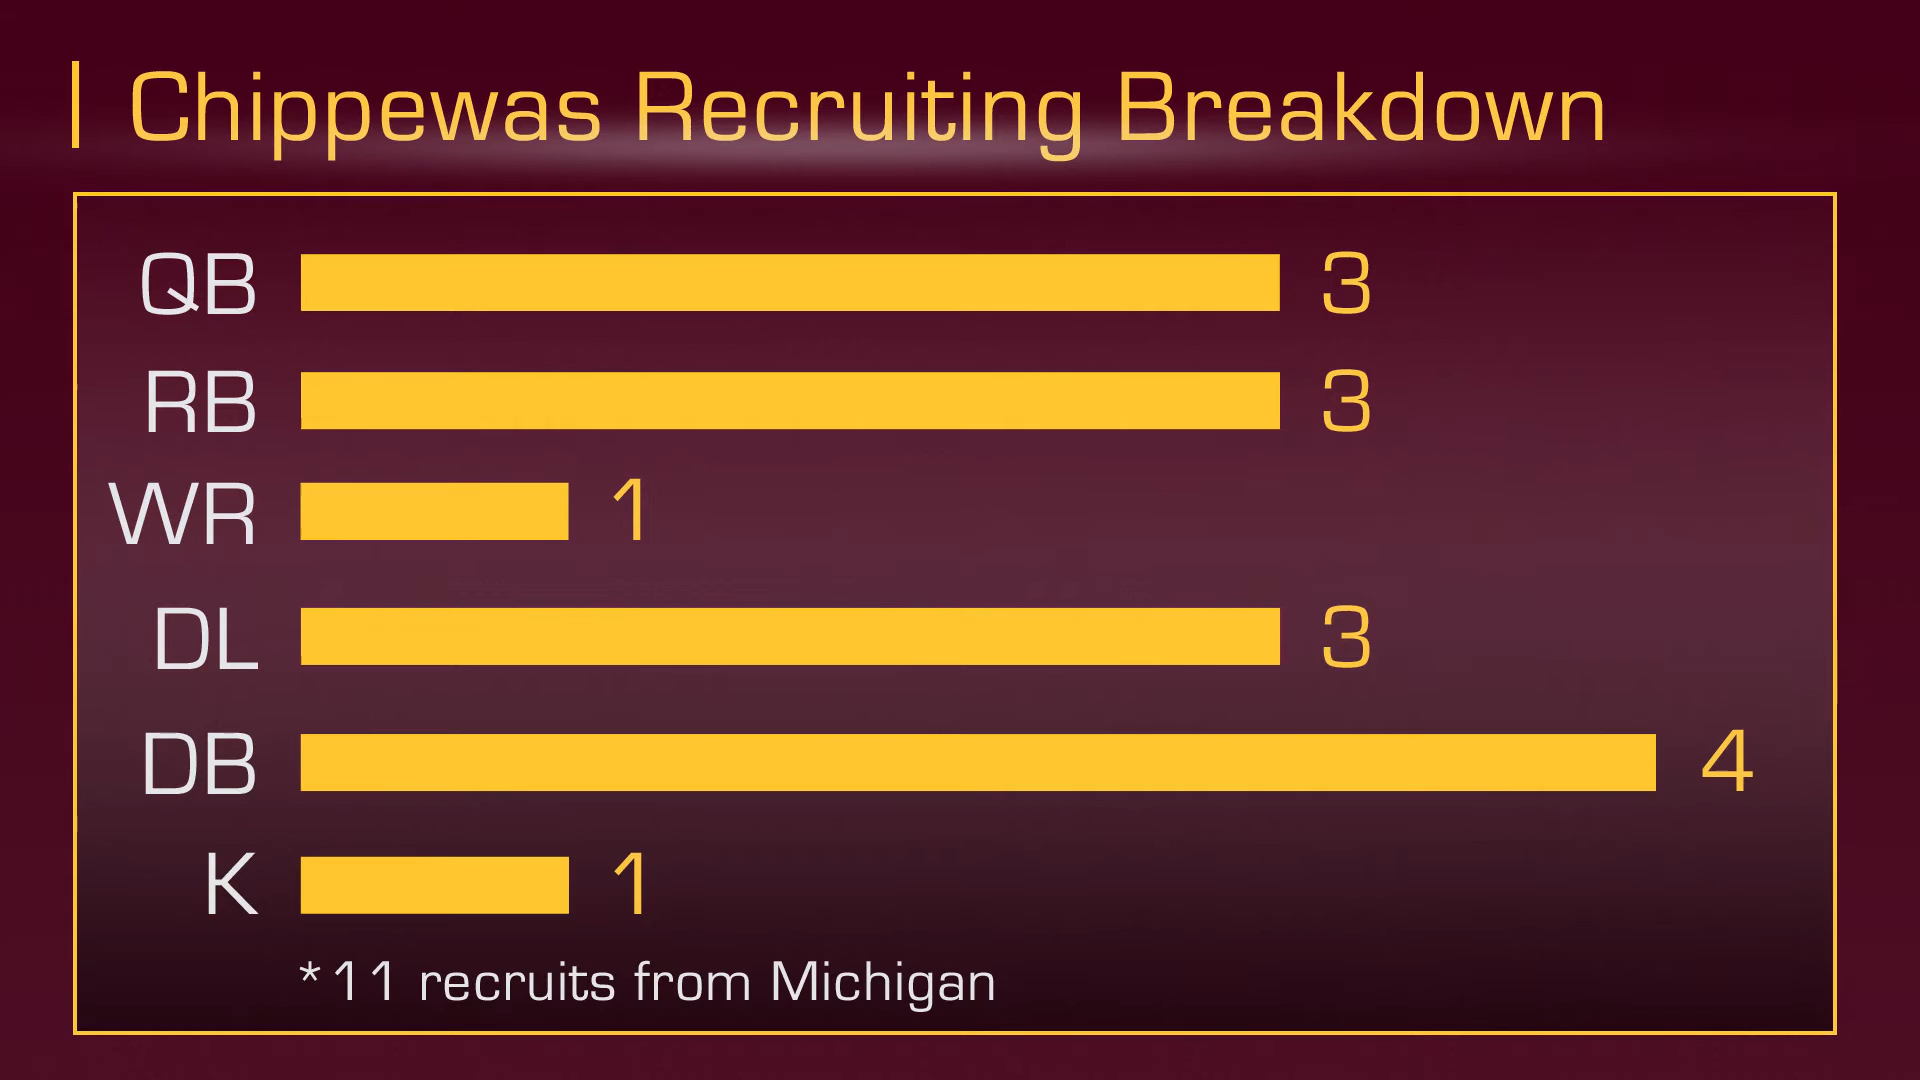 Chippewas Recruiting Breakdown
QB 3
RB 3
WR 1
DL 3
DB 4
K 1
*11 recruits from Michigan